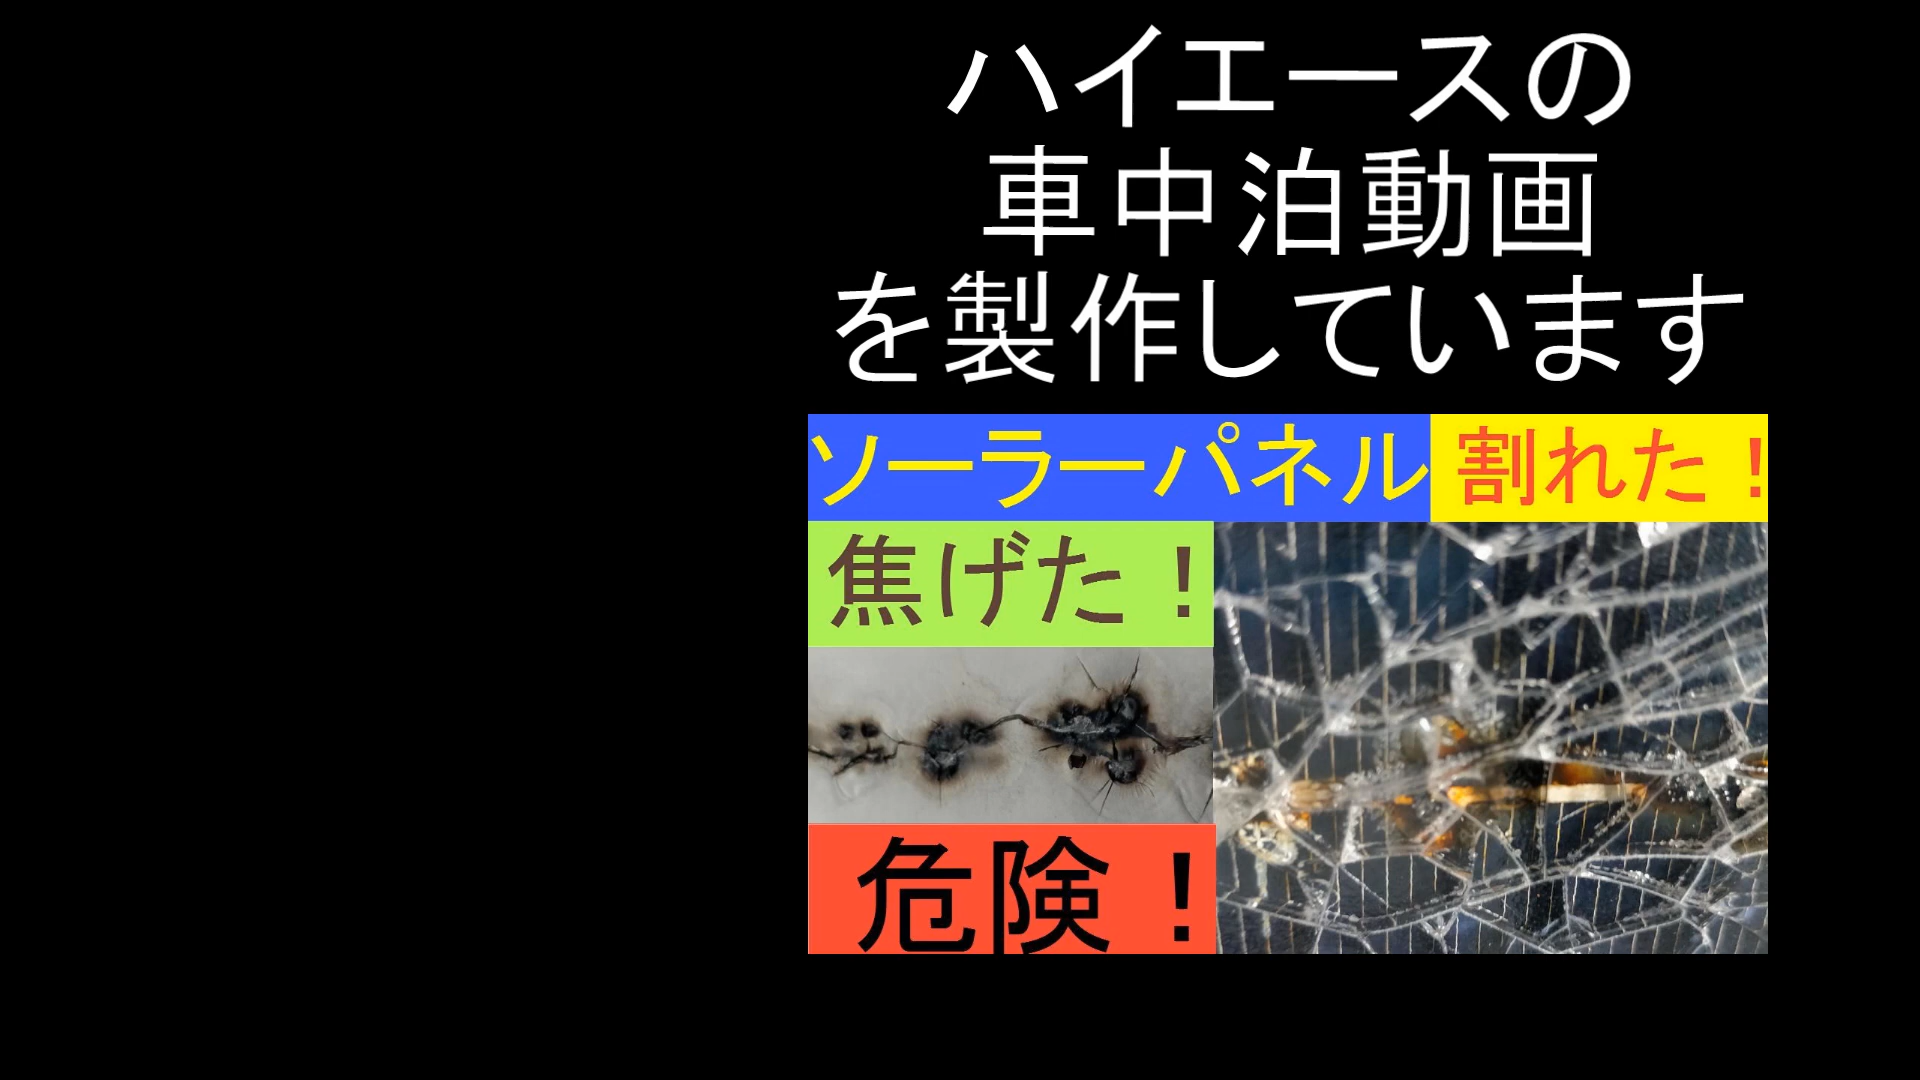 ハイエースの
車中泊動画
を製作しています
ソーラーパネル 割れた！
焦げた！
危険！